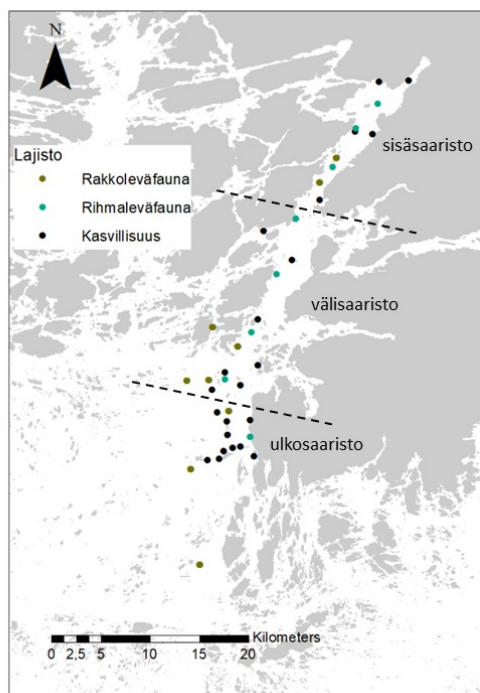 N
Lajisto
Rakkoleväfauna
Rihmaleväfauna
Kasvillisuus
sisäsaaristo
välisaaristo
ulkosaaristo
Kilometers
0 2,5 5 10 15 20